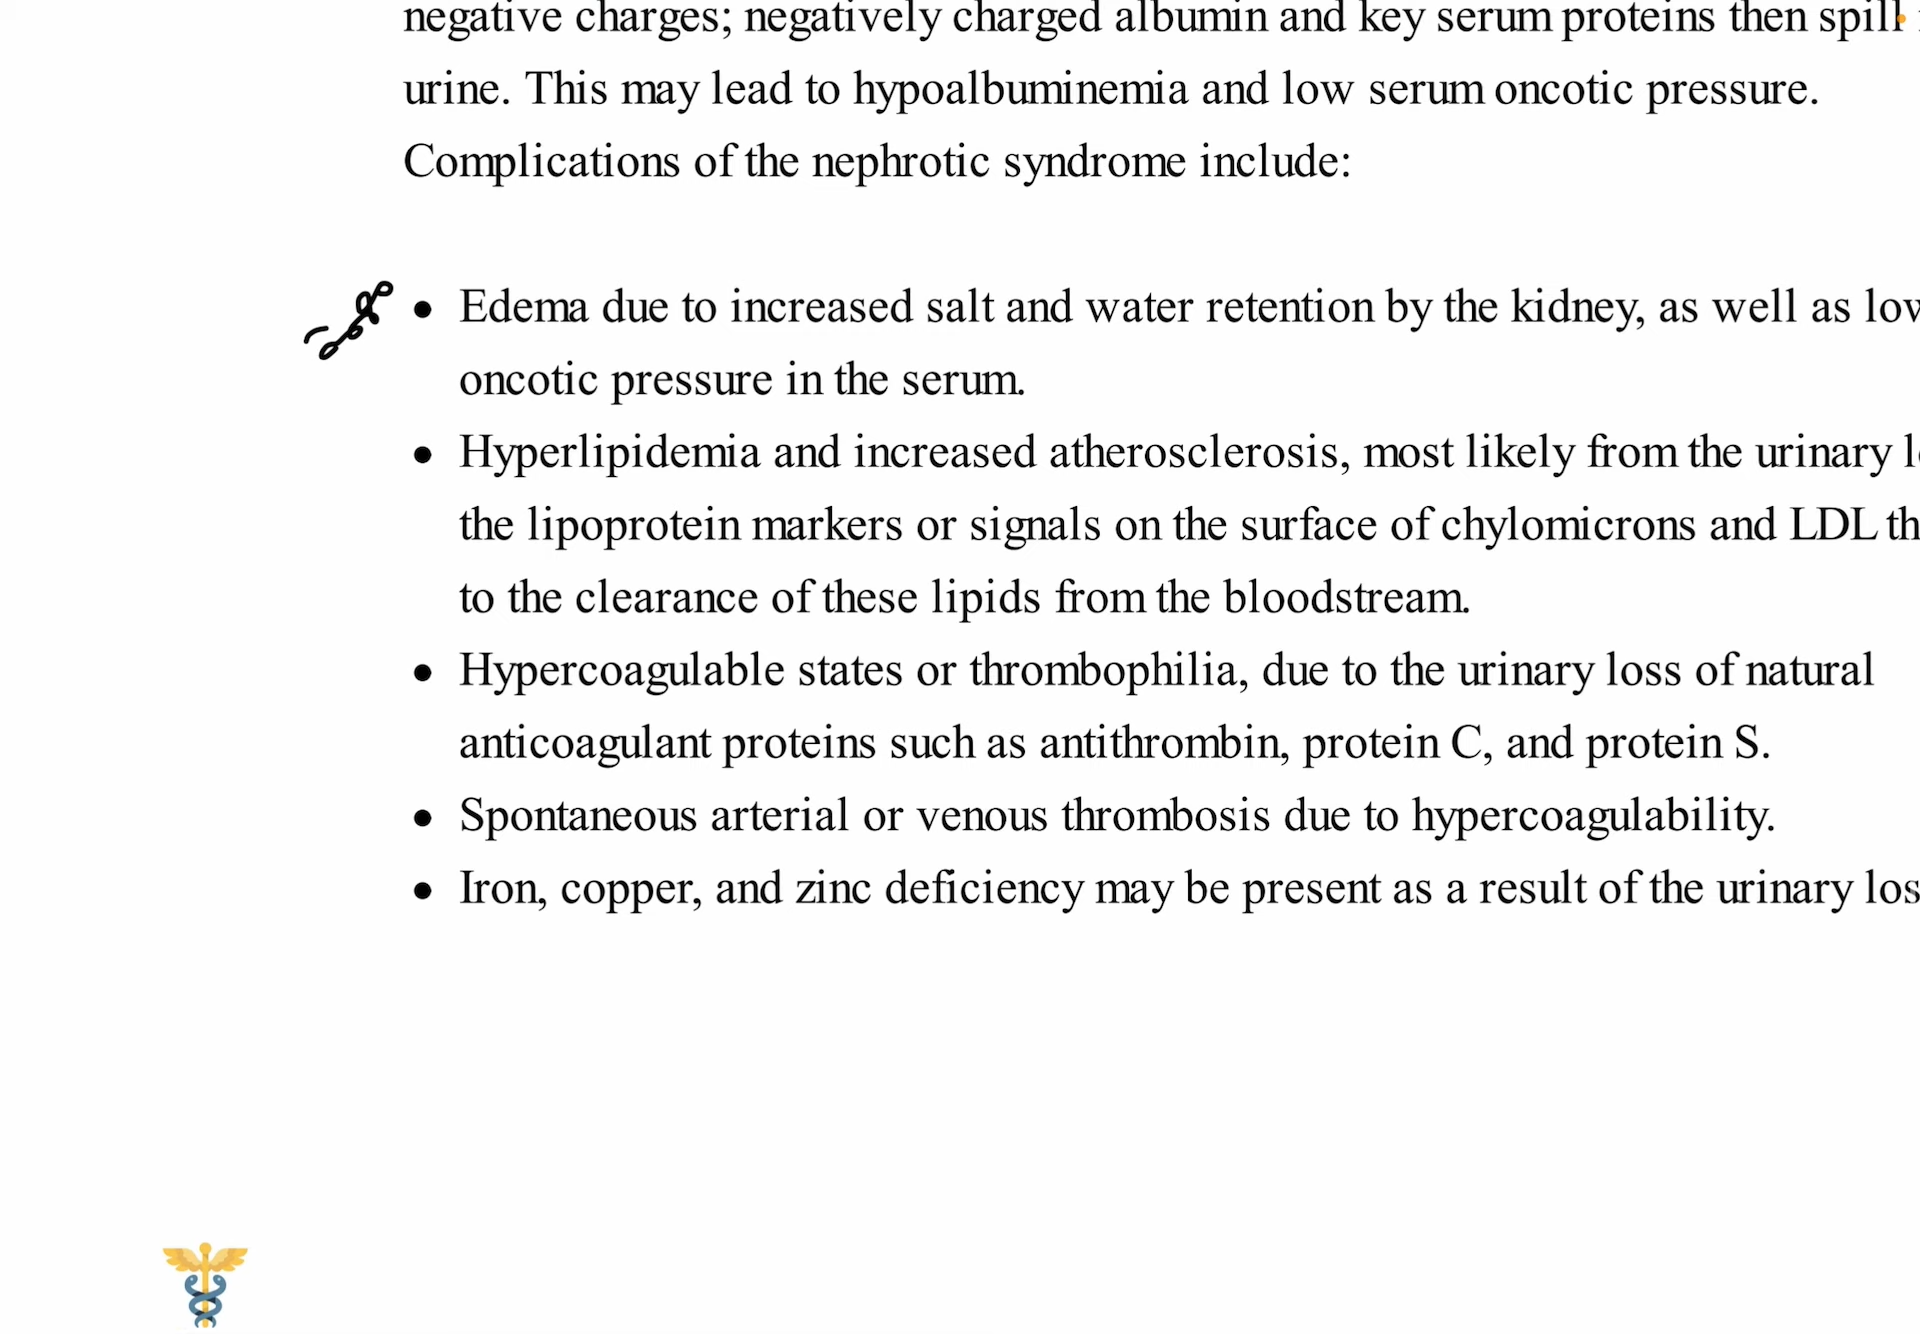 negative charges; negatively charged albumin and key serum proteins then spill
urine. This may lead to hypoalbuminemia and low serum oncotic pressure.
Complications of the nephrotic syndrome include:
• Edema due to increased salt and water retention by the kidney, as well as low
oncotic pressure in the serum.
• Hyperlipidemia and increased atherosclerosis, most likely from the urinary
the lipoprotein markers or signals on the surface of chylomicrons and LDL
to the clearance of these lipids from the bloodstream.
• Hypercoagulable states or thrombophilia, due to the urinary loss of natural
anticoagulant proteins such as antithrombin, protein C, and protein S.
• Spontaneous arterial or venous thrombosis due to hypercoagulability.
• Iron, copper, and zinc deficiency may be present as a result of the urinary